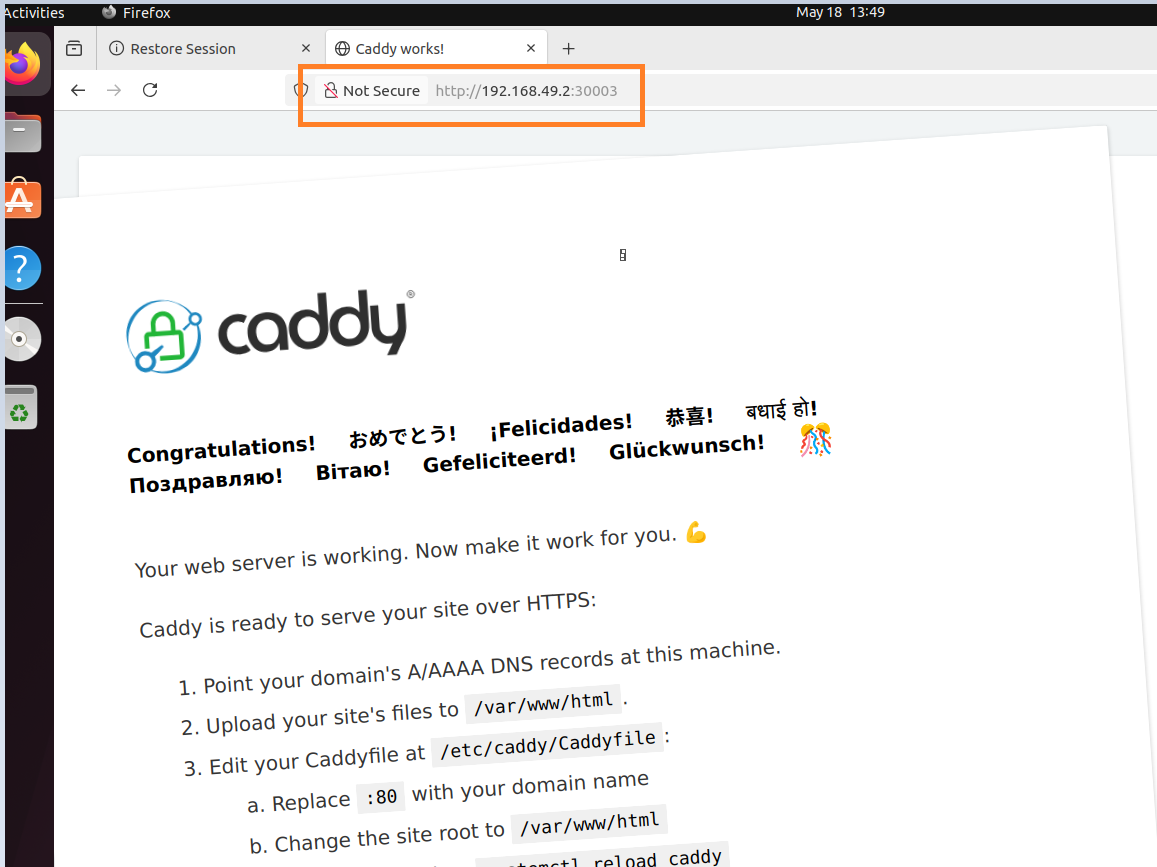 Activities Firefox May 18 13:49
Restore Session Caddy works!
Not Secure http://192.168.49.2:30003
caddy
Congratulations! おめでとう! ¡Felicidades! 恭喜! बधाई हो!
Поздравляю! Вітаю! Gefeliciteerd! Glückwunsch! 🎊
Your web server is working. Now make it work for you. 💪
Caddy is ready to serve your site over HTTPS:
1. Point your domain's A/AAAA DNS records at this machine.
2. Upload your site's files to /var/www/html.
3. Edit your Caddyfile at /etc/caddy/Caddyfile:
a. Replace :80 with your domain name
b. Change the site root to /var/www/html
reload caddy